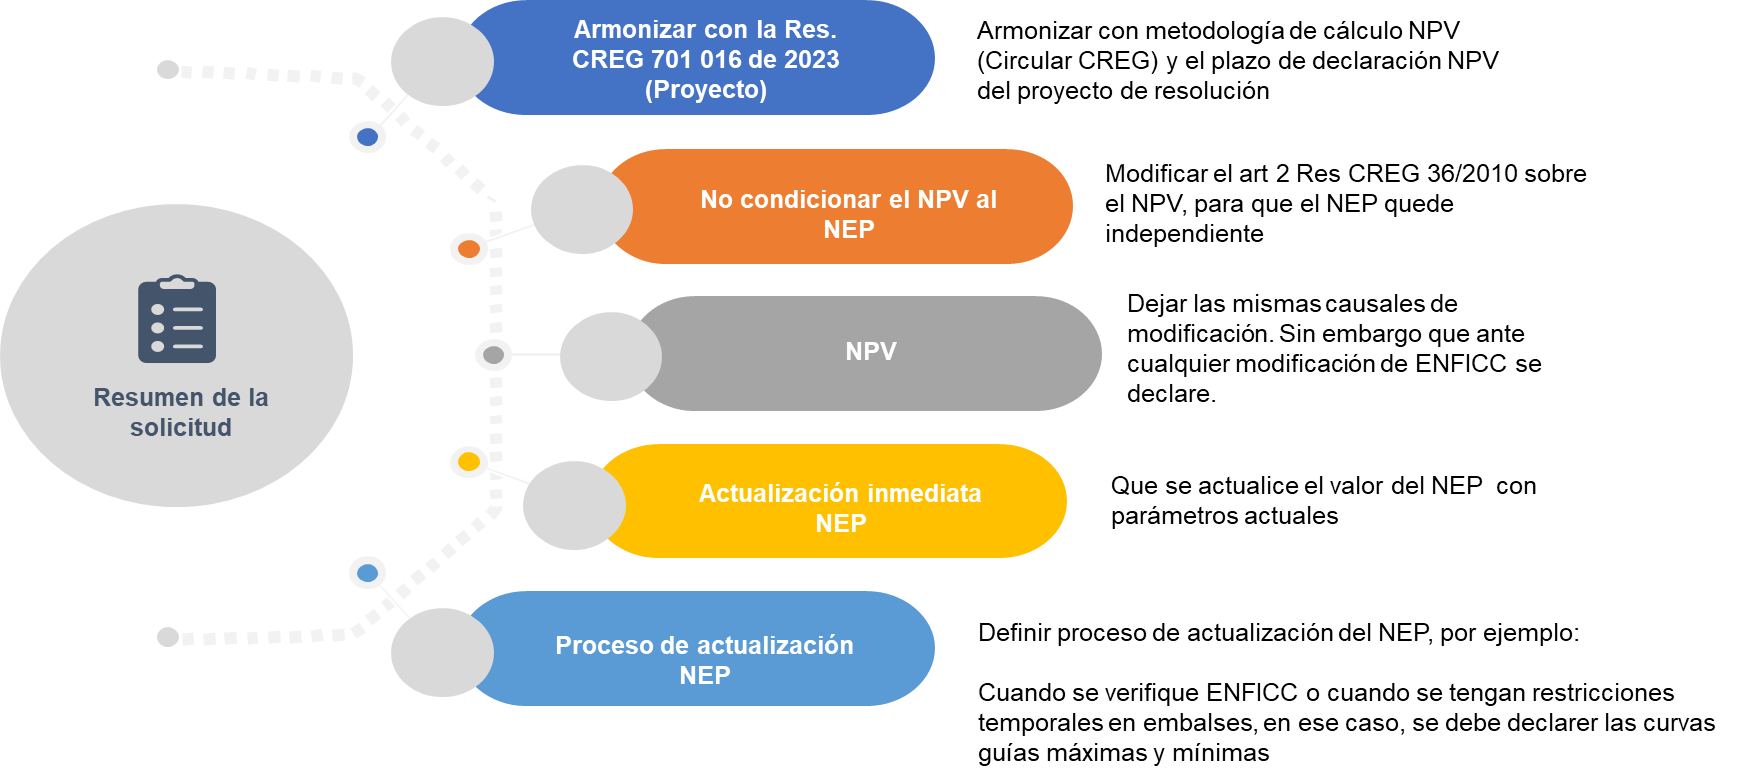 Resumen de la
solicitud
Armonizar con la Res.
CREG 701 016 de 2023
(Proyecto)
Armonizar con metodología de cálculo NPV
(Circular CREG) y el plazo de declaración NPV
del proyecto de resolución
No condicionar el NPV al
NEP
Modificar el art 2 Res CREG 36/2010 sobre
el NPV, para que el NEP quede
independiente
NPV
Dejar las mismas causales de
modificación. Sin embargo que ante
cualquier modificación de ENFICC se
declare.
Actualización inmediata
NEP
Que se actualice el valor del NEP  con
parámetros actuales
Proceso de actualización
NEP
Definir proceso de actualización del NEP, por ejemplo:
Cuando se verifique ENFICC o cuando se tengan restricciones
temporales en embalses, en ese caso, se debe declarer las curvas
guías máximas y mínimas